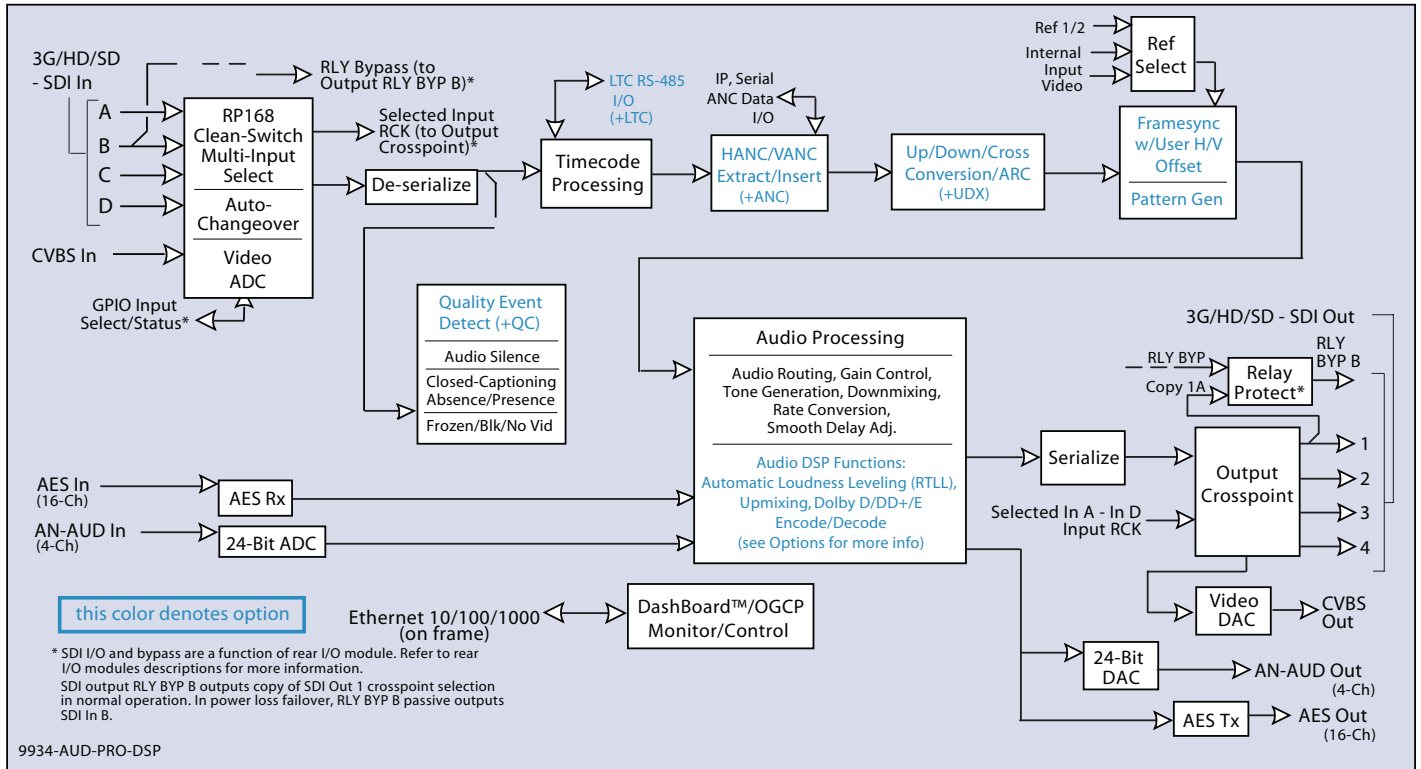 3G/HD/SD
- SDI In
A
B
C
D
CVBS In
GPIO Input
Select/Status*
RLY Bypass (to
Output RLY BYP B)*
RP168
Clean-Switch
Multi-Input
Select
Auto-
Changeover
Video
ADC
Selected Input
RCK (to Output
Crosspoint)*
De-serialize
LTC RS-485
I/O
(+LTC)
Timecode
Processing
IP, Serial
ANC Data
I/O
HANC/VANC
Extract/Insert
(+ANC)
Up/Down/Cross
Conversion/ARC
(+UDX)
Ref 1/2
Internal
Input
Video
Ref
Select
Framesync
w/User H/V
Offset
Pattern Gen
Quality Event
Detect (+QC)
Audio Silence
Closed-Captioning
Absence/Presence
Frozen/Blk/No Vid
Audio Processing
Audio Routing, Gain Control,
Tone Generation, Downmixing,
Rate Conversion,
Smooth Delay Adj.
Audio DSP Functions:
Automatic Loudness Leveling (RTLL),
Upmixing, Dolby D/DD+/E
Encode/Decode
(see Options for more info)
AES In
(16-Ch)
AES Rx
AN-AUD In
(4-Ch)
24-Bit ADC
3G/HD/SD - SDI Out
RLY BYP
Copy 1A
Relay
Protect*
RLY
BYP B
Serialize
Selected In A - In D
Input RCK
Output
Crosspoint
1
2
3
4
Video
DAC
CVBS
Out
24-Bit
DAC
AN-AUD Out
(4-Ch)
AES Tx
AES Out
(16-Ch)
this color denotes option
Ethernet 10/100/1000
(on frame)
DashBoard™/OGCP
Monitor/Control
* SDI I/O and bypass are a function of rear I/O module. Refer to rear
I/O modules descriptions for more information.
SDI output RLY BYP B outputs copy of SDI Out 1 crosspoint selection
in normal operation. In power loss failover, RLY BYP B passive outputs
SDI In B.
9934-AUD-PRO-DSP